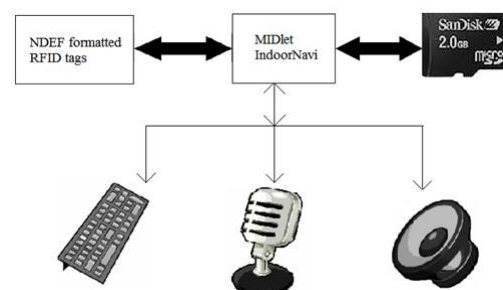 NDEF formatted
RFID tags
MIDlet
IndoorNavi
SanDisk
2.0GB
micro